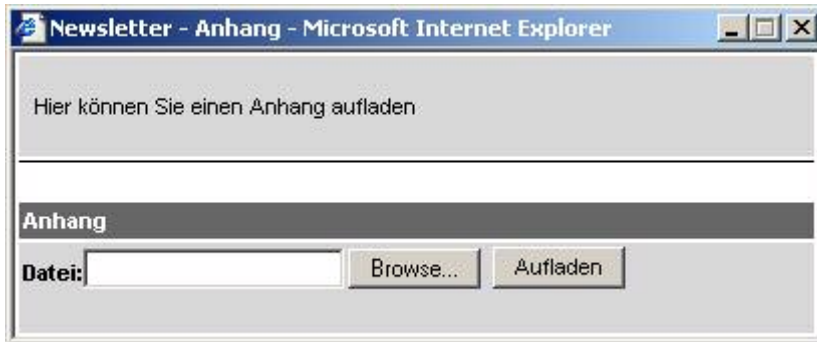 Newsletter - Anhang - Microsoft Internet Explorer
Hier können Sie einen Anhang aufladen
Anhang
Datei: Browse... Aufladen